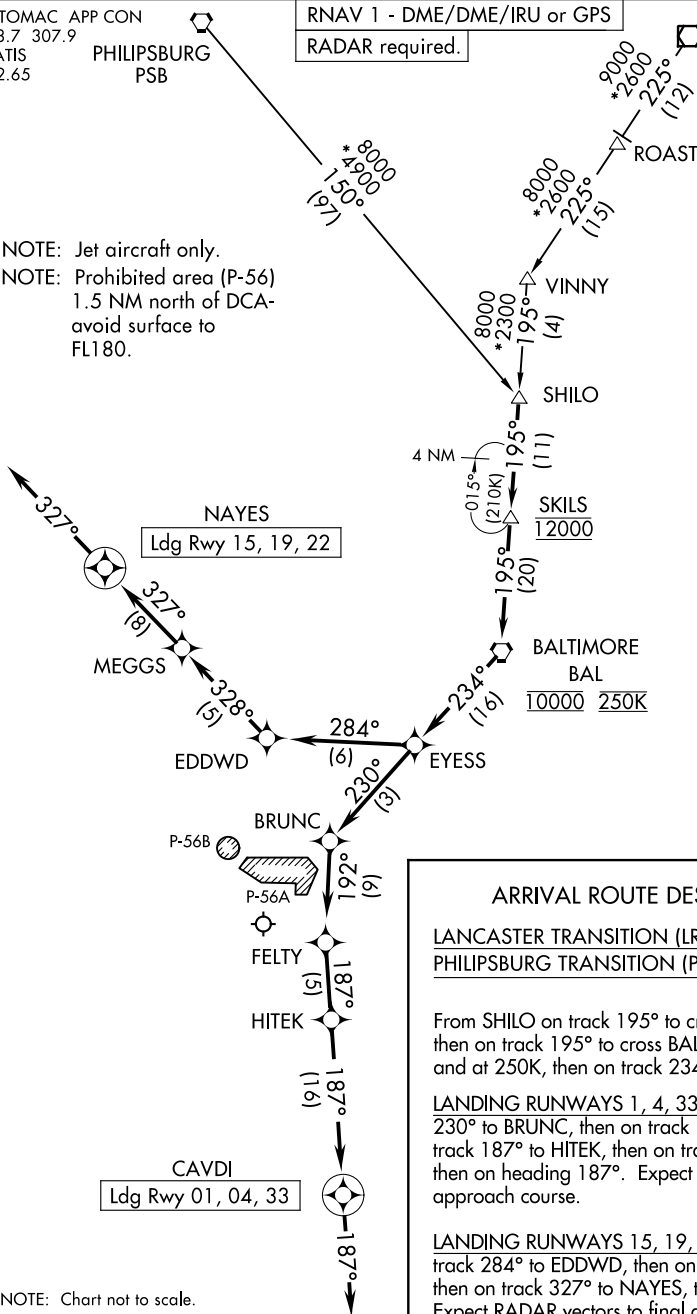 TOMAC APP CON
3.7 307.9
ATIS
2.65
RNAV 1 - DME/DME/IRU or GPS
RADAR required.
PHILIPSBURG
PSB
9000
*2600
225°
(12)
ROAST
8000
*4900
150°
(97)
8000
*2600
225°
(15)
NOTE: Jet aircraft only.
NOTE: Prohibited area (P-56)
1.5 NM north of DCA-
avoid surface to
FL180.
VINNY
8000
*2300
195°
(4)
SHILO
195°
(11)
4 NM
015°
(210K)
SKILS
12000
327°
NAYES
Ldg Rwy 15, 19, 22
195°
(20)
327°
(8)
MEGGS
BALTIMORE
BAL
10000 250K
328°
(5)
234°
(16)
EDDWD
284°
(6)
EYESS
230°
(3)
BRUNC
P-56B
P-56A
192°
(9)
FELTY
187°
(5)
HITEK
187°
(16)
CAVDI
Ldg Rwy 01, 04, 33
187°
ARRIVAL ROUTE DES
LANCASTER TRANSITION (LR
PHILIPSBURG TRANSITION (P
From SHILO on track 195° to cr
then on track 195° to cross BAL
and at 250K, then on track 234
LANDING RUNWAYS 1, 4, 33
230° to BRUNC, then on track
track 187° to HITEK, then on tra
then on heading 187°. Expect
approach course.
LANDING RUNWAYS 15, 19,
track 284° to EDDWD, then on
then on track 327° to NAYES, t
Expect RADAR vectors to final
NOTE: Chart not to scale.